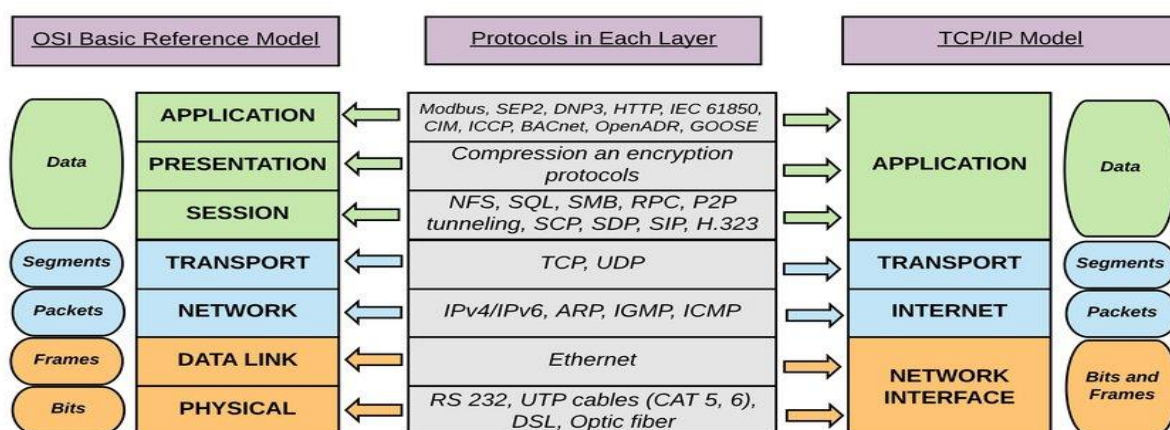 OSI Basic Reference Model
Protocols in Each Layer
TCP/IP Model
Data
APPLICATION
Modbus, SEP2, DNP3, HTTP, IEC 61850,
CIM, ICCP, BACnet, OpenADR, GOOSE
PRESENTATION
Compression an encryption
protocols
SESSION
NFS, SQL, SMB, RPC, P2P
tunneling, SCP, SDP, SIP, H.323
APPLICATION
Data
Segments
TRANSPORT
TCP, UDP
TRANSPORT
Segments
Packets
NETWORK
IPv4/IPv6, ARP, IGMP, ICMP
INTERNET
Packets
Frames
DATA LINK
Ethernet
Bits
PHYSICAL
RS 232, UTP cables (CAT 5, 6),
DSL, Optic fiber
NETWORK
INTERFACE
Bits and
Frames